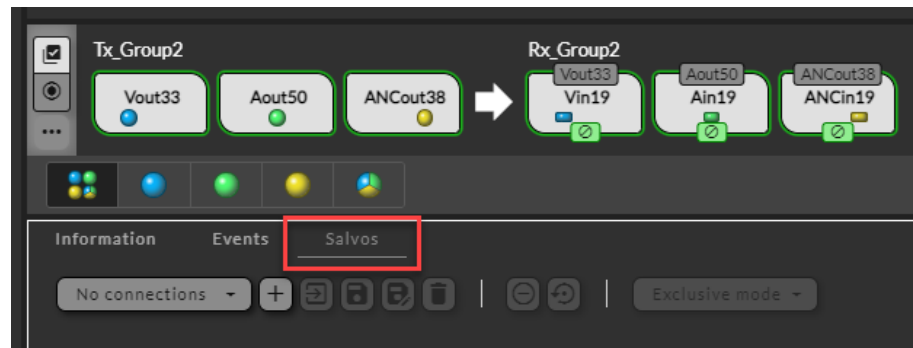 Tx_Group2
Rx_Group2
Vout33
Aout50
ANCout38
Vout33
Aout50
ANCout38
Vin19
Ain19
ANCin19
Information
Events
Salvos
No connections
Exclusive mode